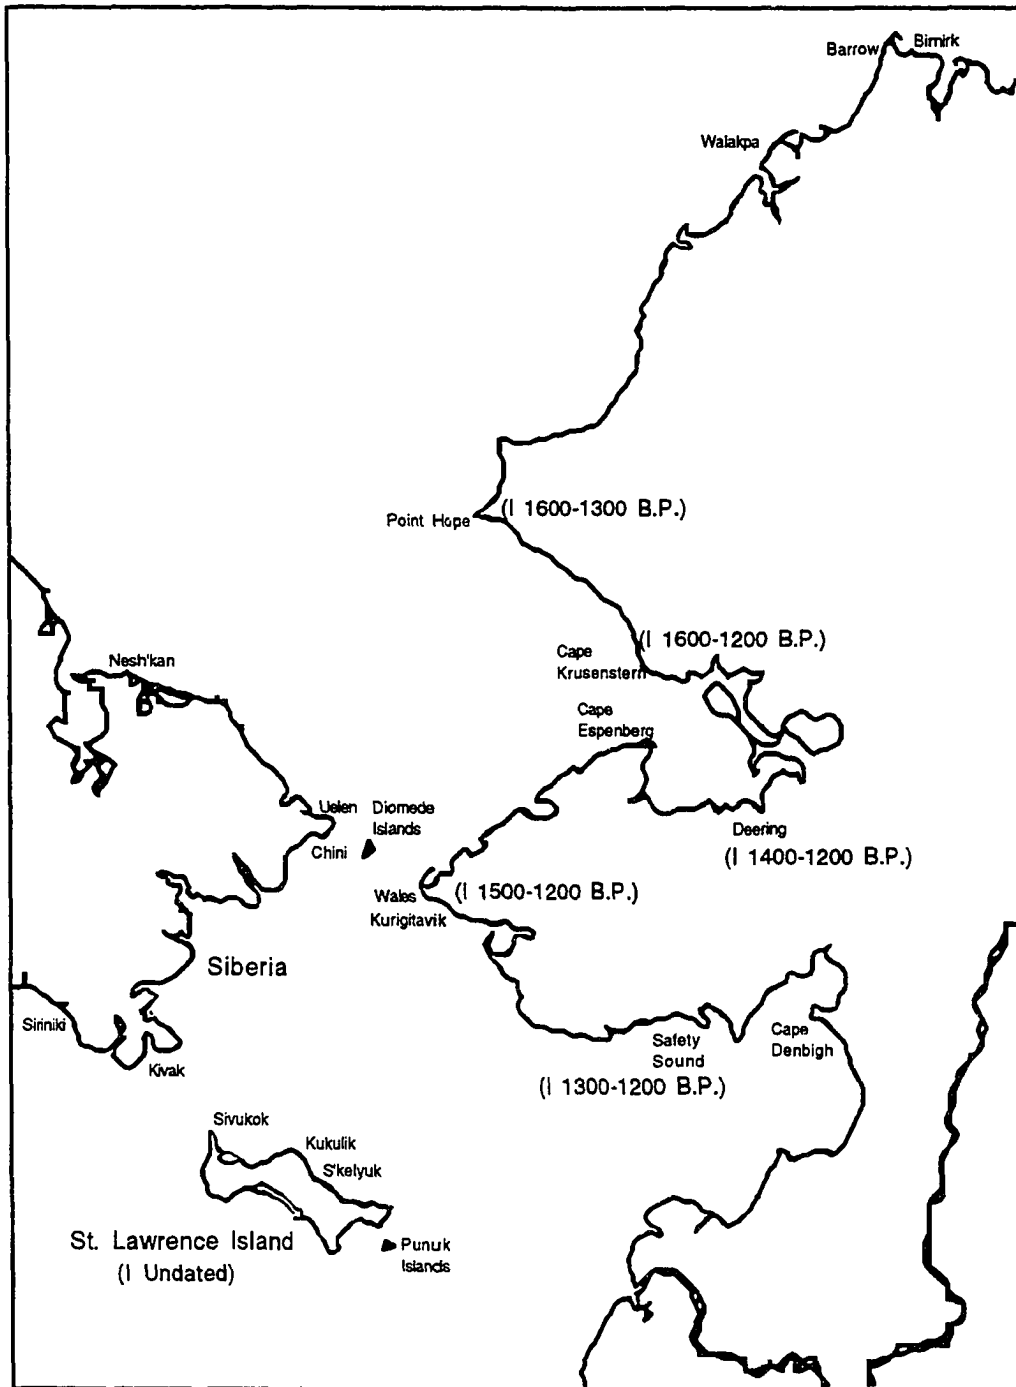 Barrow Birnirk
Walakpa
Point Hope (I 1600-1300 B.P.)
(I 1600-1200 B.P.)
Cape
Krusenstern
Nesh'kan
Cape
Espenberg
Uelen
Diomede
Islands
Chini
Deering
(I 1400-1200 B.P.)
Wales
(I 1500-1200 B.P.)
Kurigitavik
Siberia
Siriniki
Kivak
Safety
Sound
Cape
Denbigh
(I 1300-1200 B.P.)
Sivukok
Kukulik
S'kelyuk
St. Lawrence Island
(I Undated)
Punuk
Islands